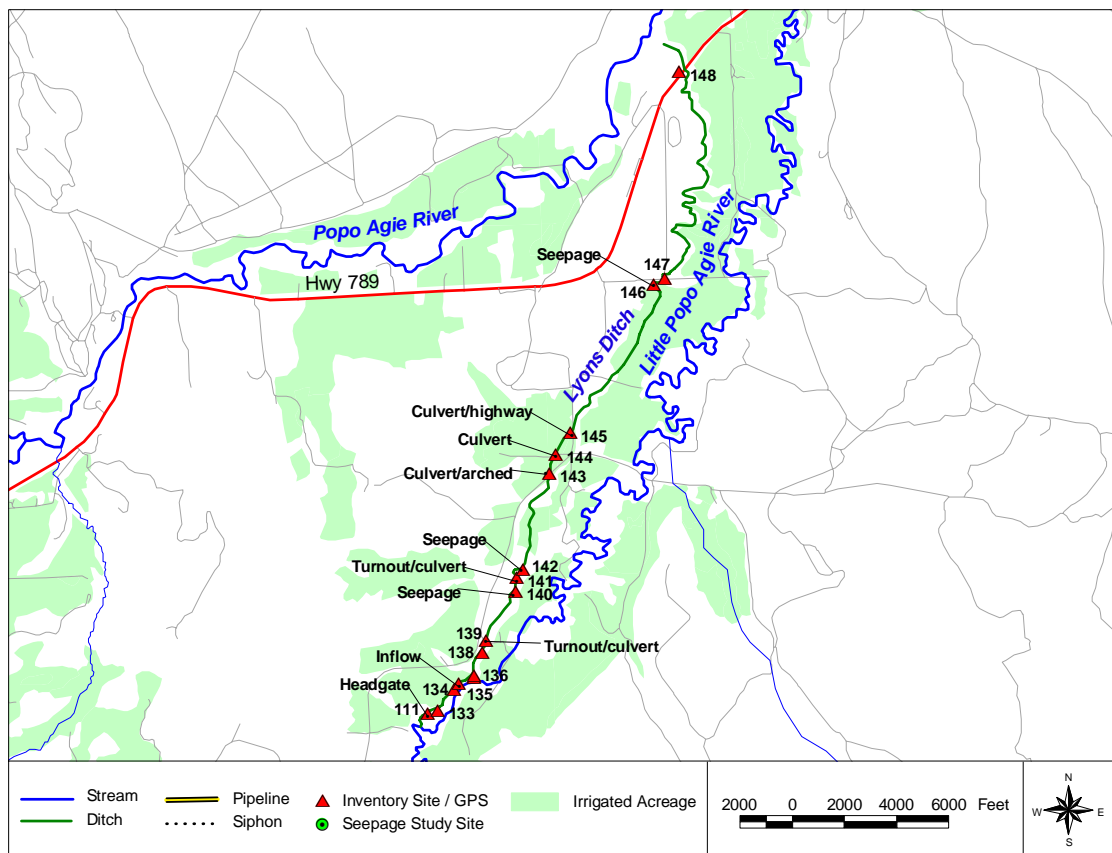 148
Popo Agie River
Hwy 789
Seepage
147
146
Little Popo Agie River
Lyons Ditch
Culvert/highway
145
Culvert
144
Culvert/arched
143
Seepage
142
Turnout/culvert
141
Seepage
140
139
Turnout/culvert
138
Inflow
136
134
135
Headgate
111
133
Stream
Ditch
Pipeline
Siphon
Inventory Site / GPS
Seepage Study Site
Irrigated Acreage
2000 0 2000 4000 6000 Feet
N
W E
S